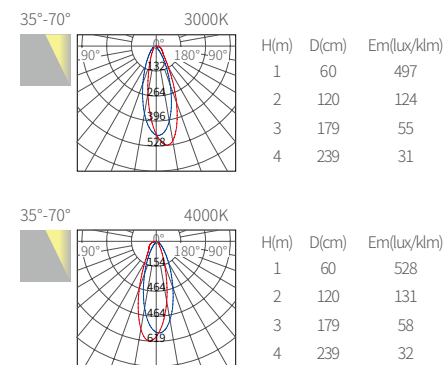 35°-70° 3000K
0°
90° 180° 90°
132
264
396
528
H(m) D(cm) Em(lux/klm)
1 60 497
2 120 124
3 179 55
4 239 31
35°-70° 4000K
0°
90° 180° 90°
154
464
464
619
H(m) D(cm) Em(lux/klm)
1 60 528
2 120 131
3 179 58
4 239 32